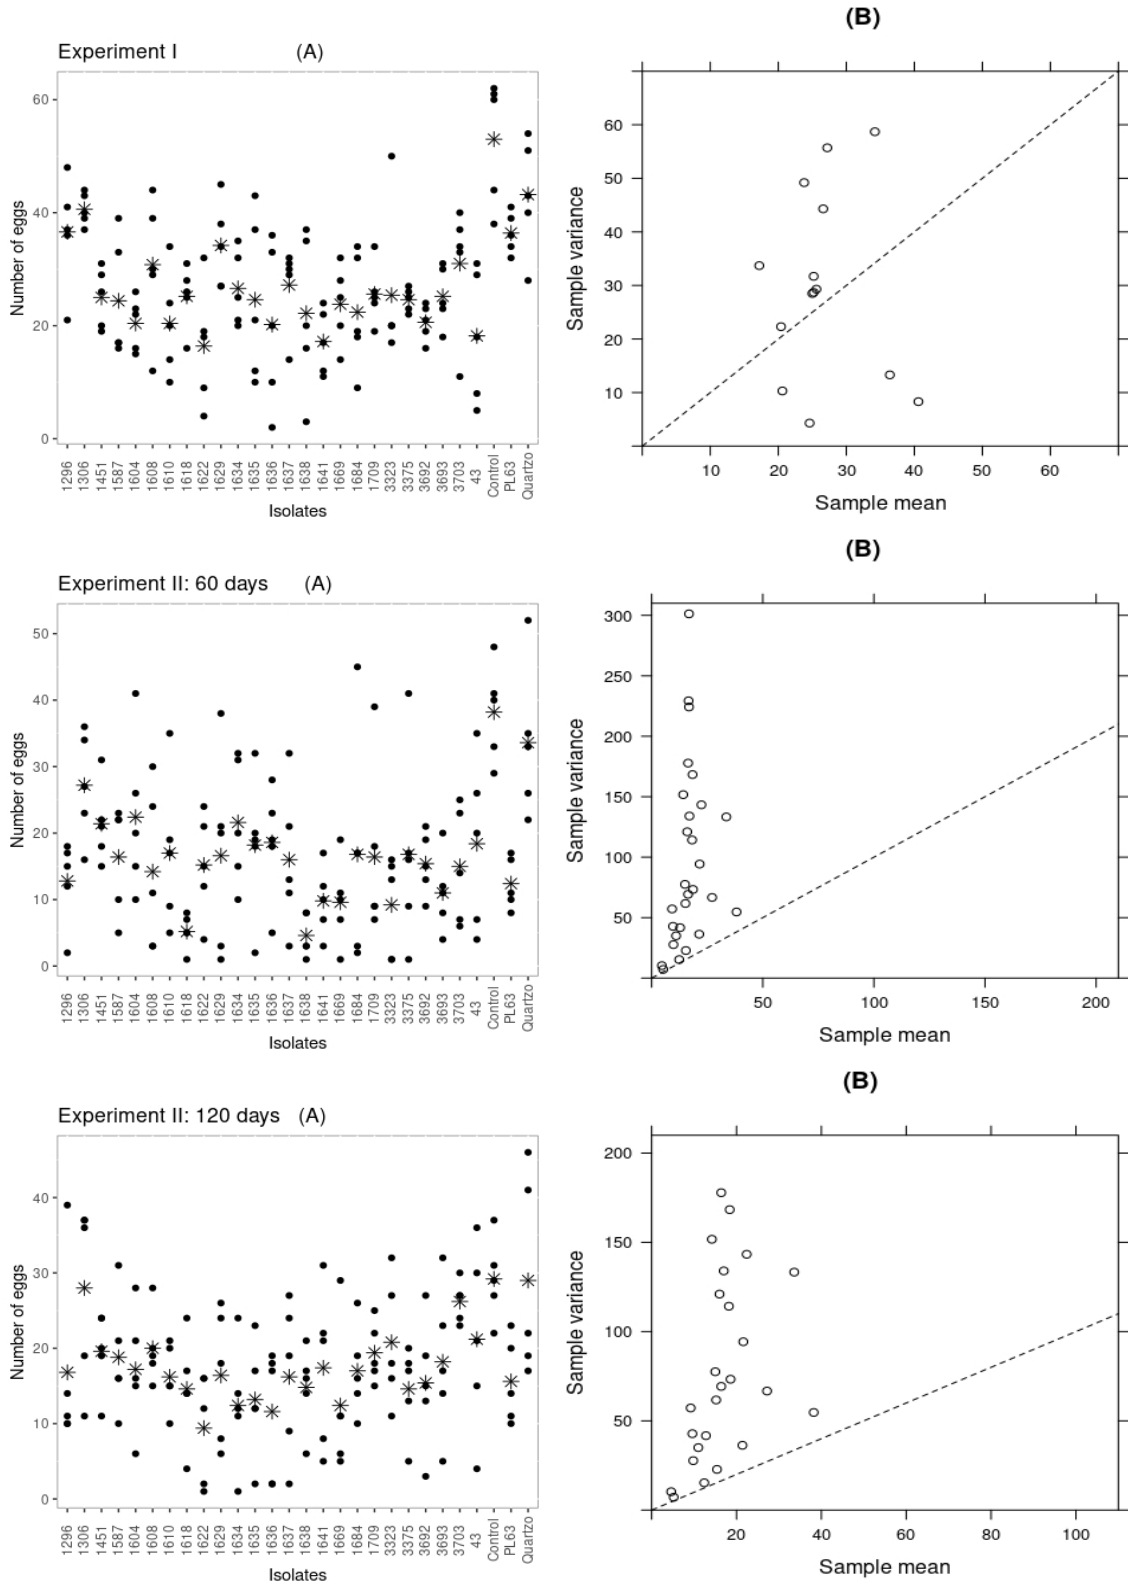 (B)
Experiment I (A)
60
40
20
0
Number of eggs
1296 1306 1451 1587 1604 1608 1610 1618 1622 1629 1634 1635 1636 1637 1638 1641 1669 1684 1709 3323 3375 3692 3693 3703 43 Control PL63 Quartzo
Isolates
60
50
40
30
20
10
Sample variance
10 20 30 40 50 60
Sample mean
(B)
Experiment II: 60 days (A)
50
40
30
20
10
0
Number of eggs
1296 1306 1451 1587 1604 1608 1610 1618 1622 1629 1634 1635 1636 1637 1638 1641 1669 1684 1709 3323 3375 3692 3693 3703 43 Control PL63 Quartzo
Isolates
300
250
200
150
100
50
Sample variance
50 100 150 200
Sample mean
(B)
Experiment II: 120 days (A)
40
30
20
10
0
Number of eggs
1296 1306 1451 1587 1604 1608 1610 1618 1622 1629 1634 1635 1636 1637 1638 1641 1669 1684 1709 3323 3375 3692 3693 3703 43 Control PL63 Quartzo
Isolates
200
150
100
50
Sample variance
20 40 60 80 100
Sample mean